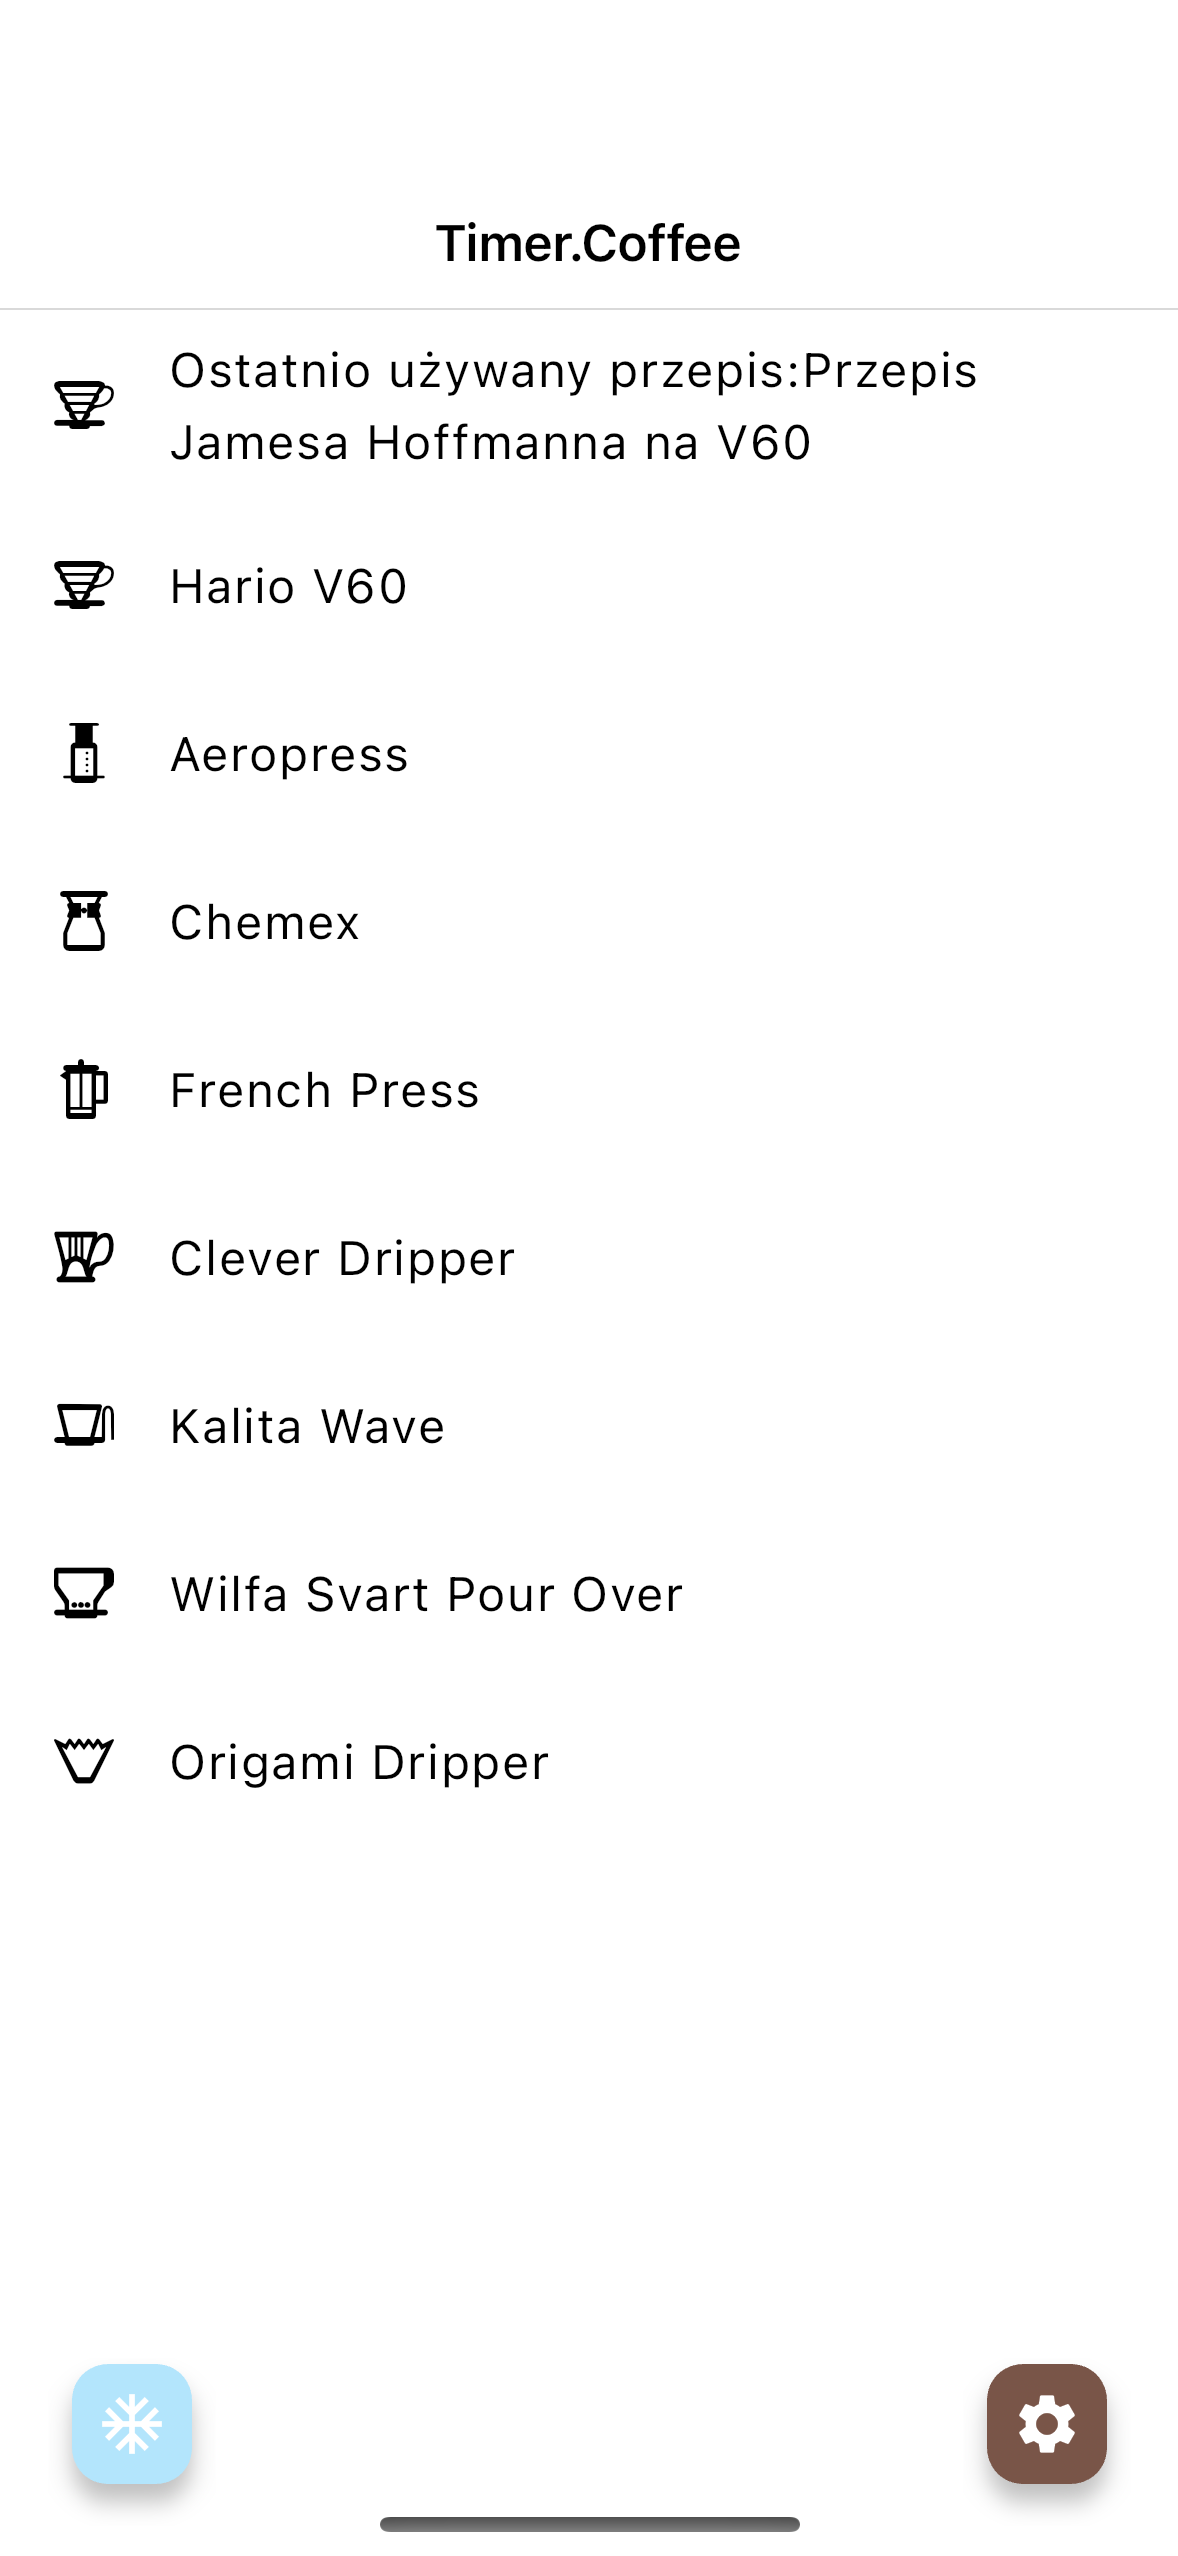 Timer.Coffee
Ostatnio używany przepis:Przepis
Jamesa Hoffmanna na V60
Hario V60
Aeropress
Chemex
French Press
Clever Dripper
Kalita Wave
Wilfa Svart Pour Over
Origami Dripper